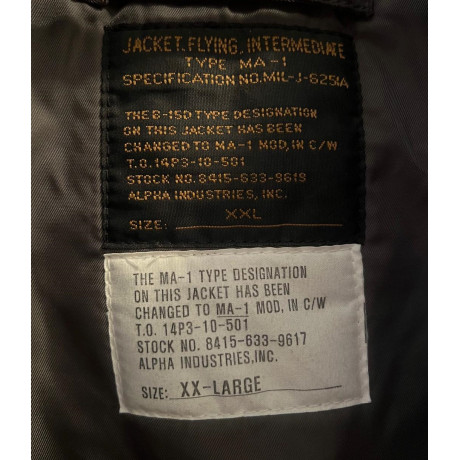 JACKET, FLYING, INTERMEDIATE
TYPE MA-1
SPECIFICATION NO. MIL-J-6251A
THE B-15D TYPE DESIGNATION
ON THIS JACKET HAS BEEN
CHANGED TO MA-1 MOD, IN C/W
T.O. 14P3-10-501
STOCK NO. 8415-633-9619
ALPHA INDUSTRIES, INC.
SIZE: XXL
THE MA-1 TYPE DESIGNATION
ON THIS JACKET HAS BEEN
CHANGED TO MA-1 MOD, IN C/W
T.O. 14P3-10-501
STOCK NO. 8415-633-9617
ALPHA INDUSTRIES,INC.
SIZE: XX-LARGE